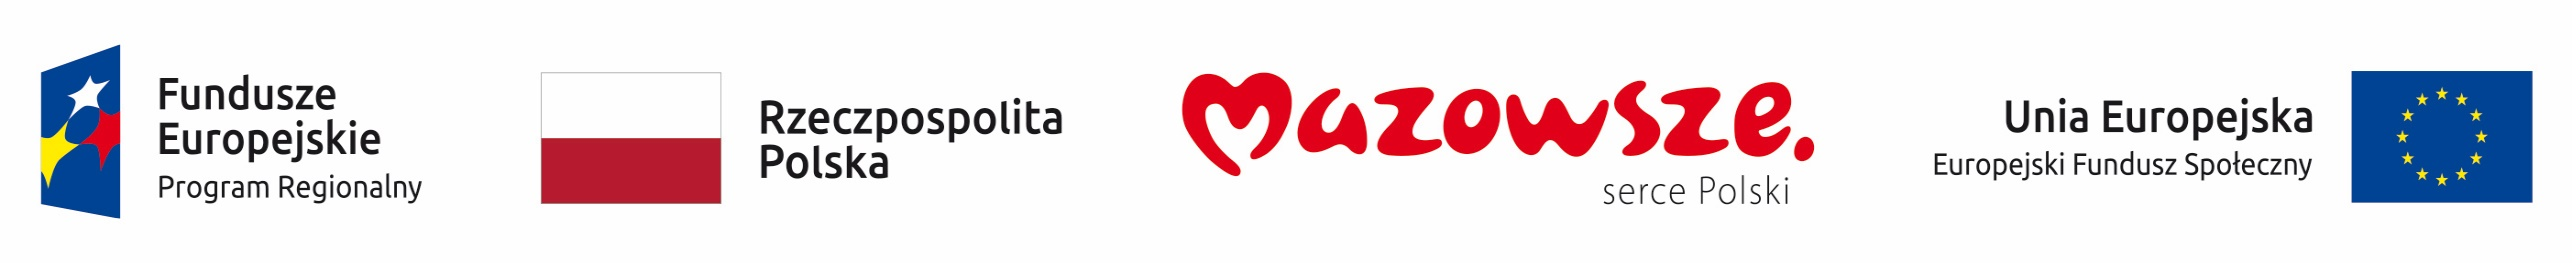 Fundusze
Europejskie
Program Regionalny
Rzeczpospolita
Polska
Mazowsze.
serce Polski
Unia Europejska
Europejski Fundusz Społeczny